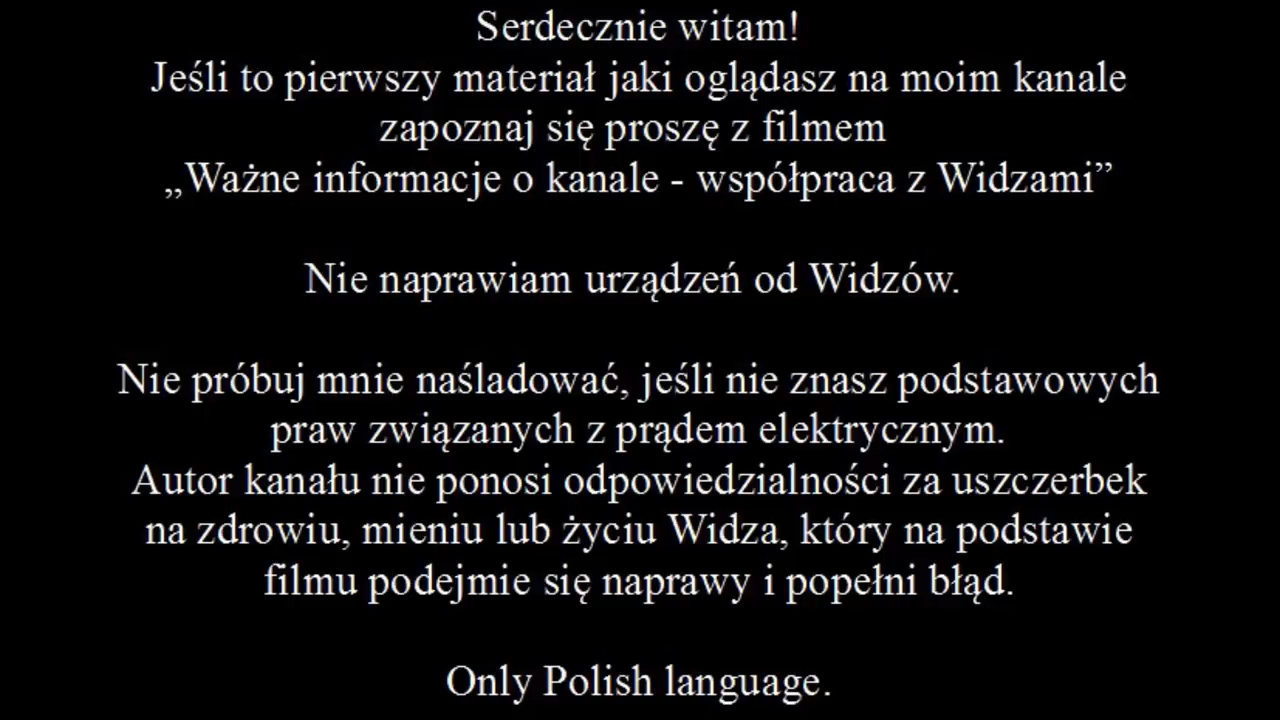 Serdecznie witam!
Jeśli to pierwszy materiał jaki oglądasz na moim kanale
zapoznaj się proszę z filmem
„Ważne informacje o kanale - współpraca z Widzami”
Nie naprawiam urządzeń od Widzów.
Nie próbuj mnie naśladować, jeśli nie znasz podstawowych
praw związanych z prądem elektrycznym.
Autor kanału nie ponosi odpowiedzialności za uszczerbek
na zdrowiu, mieniu lub życiu Widza, który na podstawie
filmu podejmie się naprawy i popełni błąd.
Only Polish language.